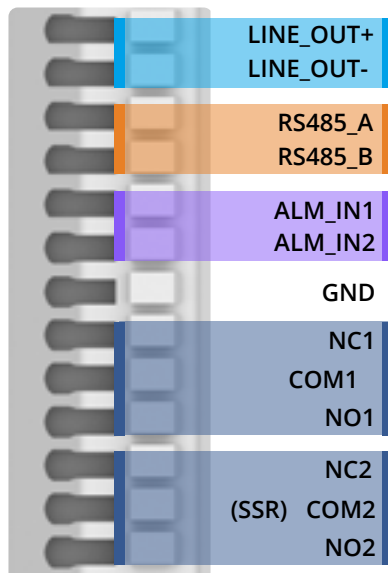 LINE_OUT+
LINE_OUT-
RS485_A
RS485_B
ALM_IN1
ALM_IN2
GND
NC1
COM1
NO1
NC2
(SSR) COM2
NO2